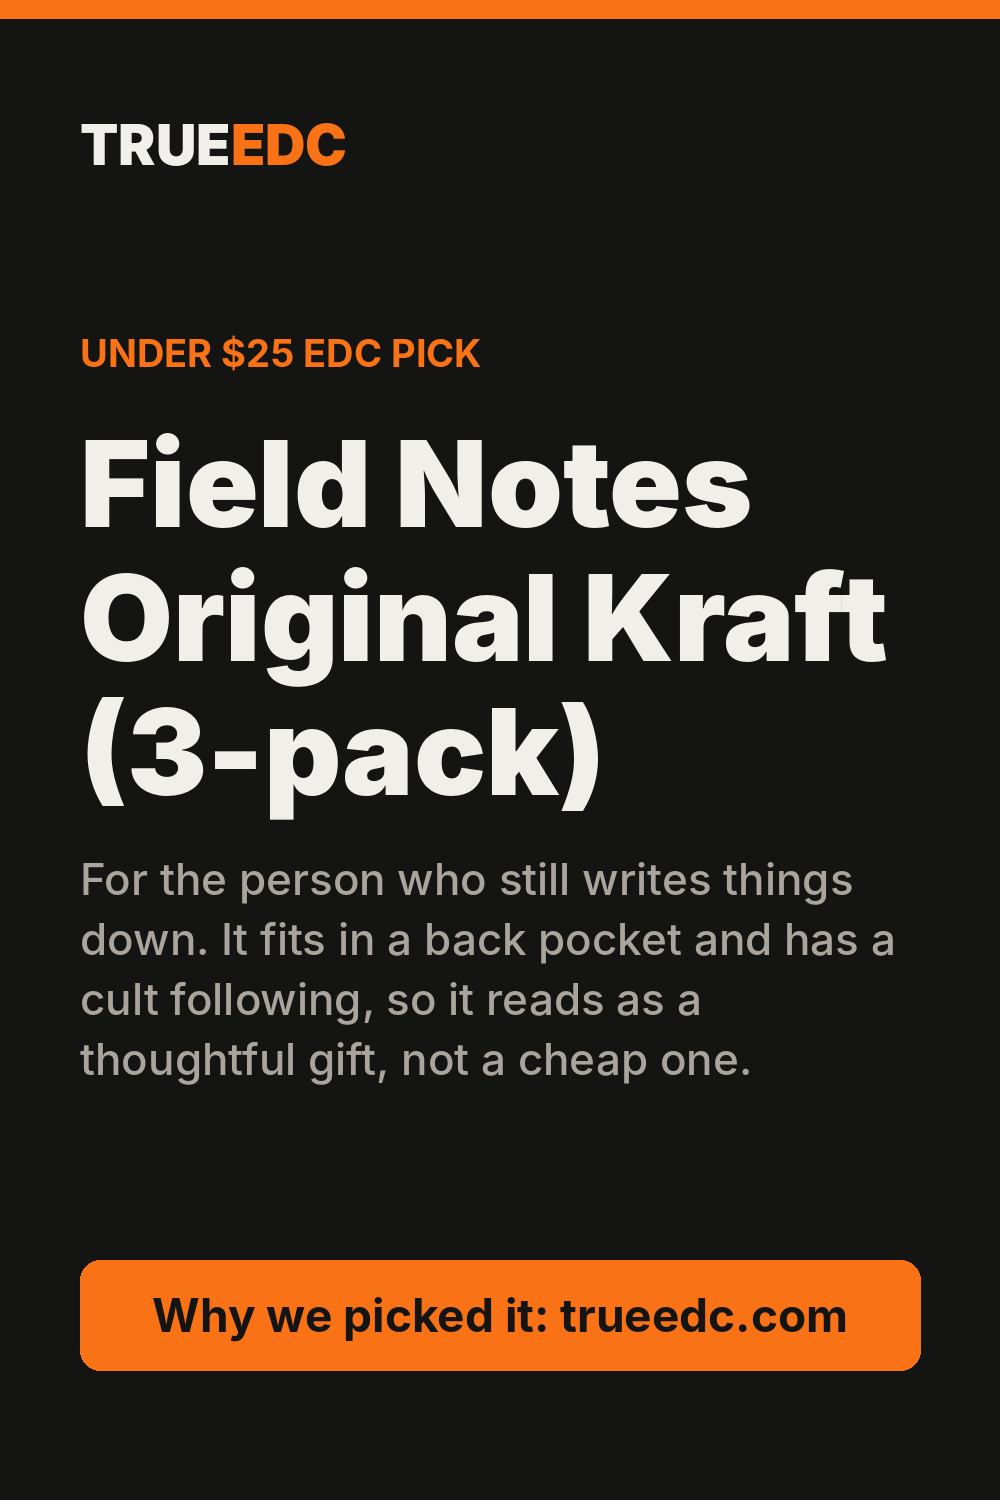 TRUEEDC
UNDER $25 EDC PICK
Field Notes
Original Kraft
(3-pack)
For the person who still writes things
down. It fits in a back pocket and has a
cult following, so it reads as a
thoughtful gift, not a cheap one.
Why we picked it: trueedc.com